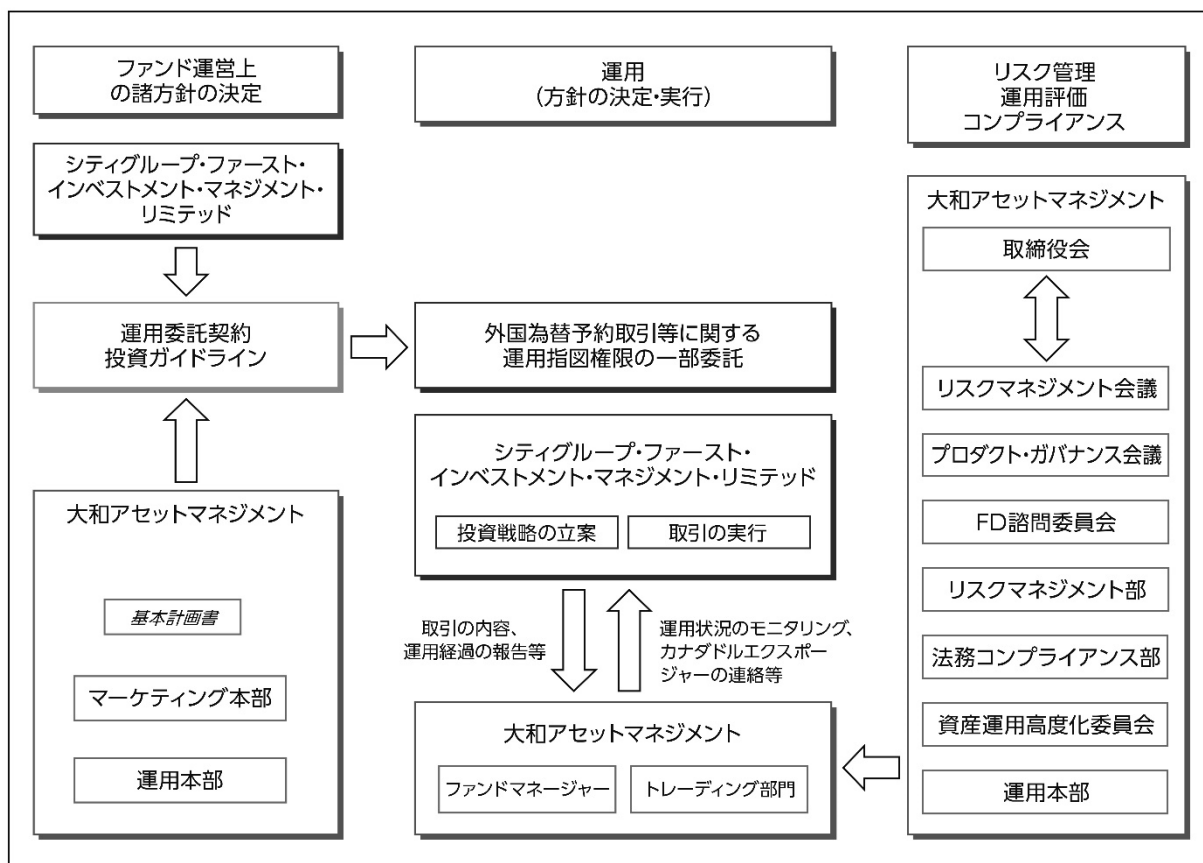 ファンド運営上
の諸方針の決定
シティグループ・ファースト・
インベストメント・マネジメント・
リミテッド
運用委託契約
投資ガイドライン
大和アセットマネジメント
基本計画書
マーケティング本部
運用本部
運用
(方針の決定・実行)
外国為替予約取引等に関する
運用指図権限の一部委託
シティグループ・ファースト・
インベストメント・マネジメント・リミテッド
投資戦略の立案
取引の実行
取引の内容、
運用経過の報告等
運用状況のモニタリング、
カナダドルエクスポー
ジャーの連絡等
大和アセットマネジメント
ファンドマネージャー
トレーディング部門
リスク管理
運用評価
コンプライアンス
大和アセットマネジメント
取締役会
リスクマネジメント会議
プロダクト・ガバナンス会議
FD諮問委員会
リスクマネジメント部
法務コンプライアンス部
資産運用高度化委員会
運用本部